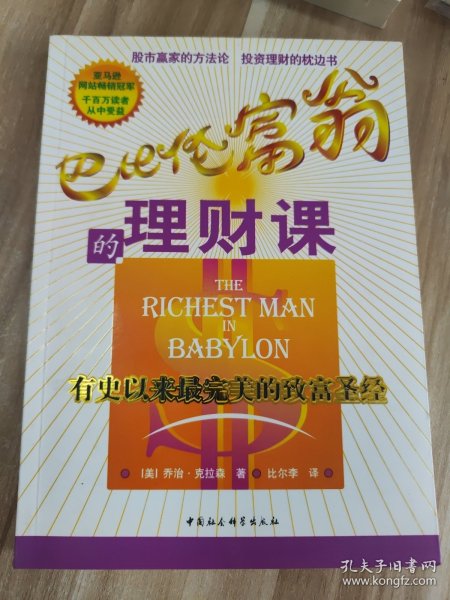 股市赢家的方法论 投资理财的枕边书
亚马逊
网站畅销冠军
千百万读者
从中受益
巴比伦富翁
的理财课
THE
RICHEST MAN
IN
BABYLON
有史以来最完美的致富圣经
[美] 乔治·克拉森 著 比尔李 译
中国社会科学出版社
孔夫子旧书网
www.kongfz.com